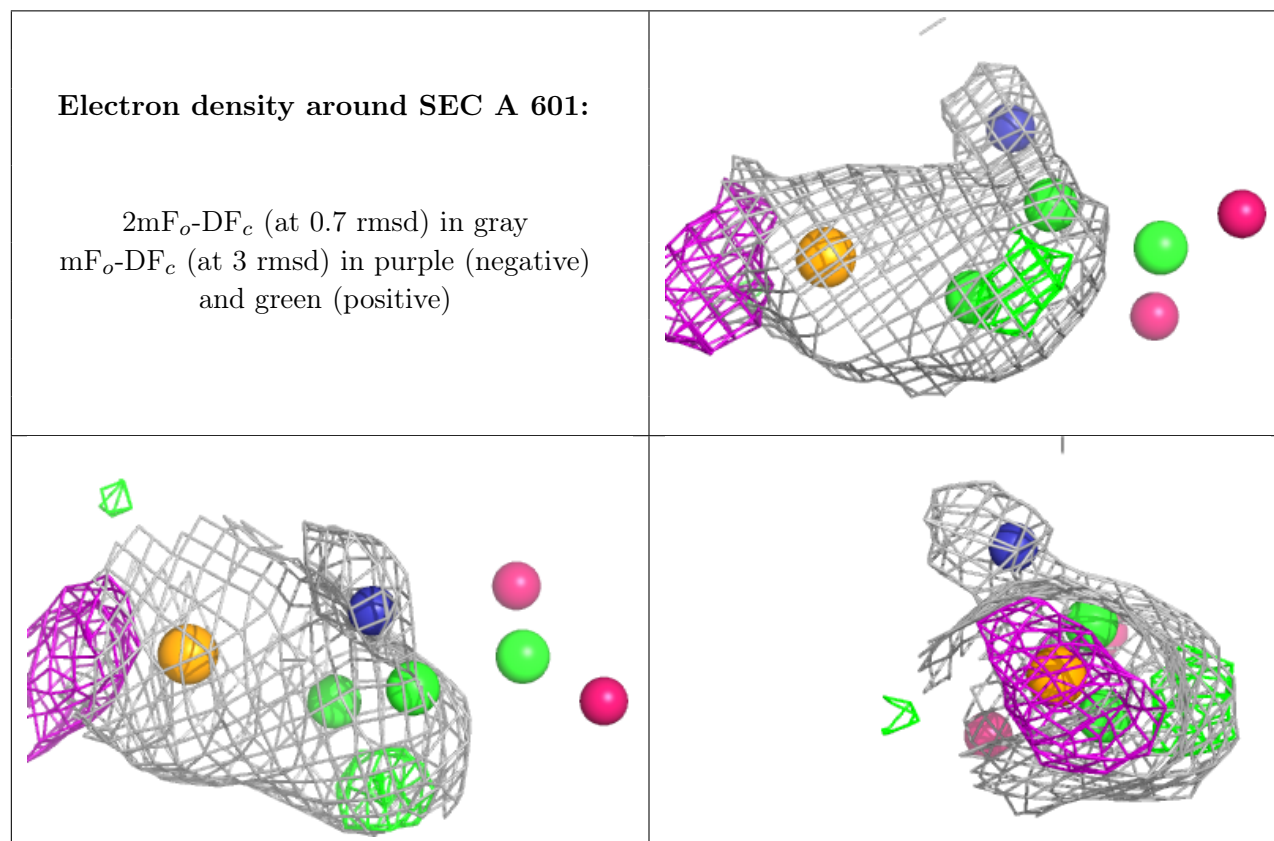 Electron density around SEC A 601:
2mFo-DFc (at 0.7 rmsd) in gray
mFo-DFc (at 3 rmsd) in purple (negative)
and green (positive)